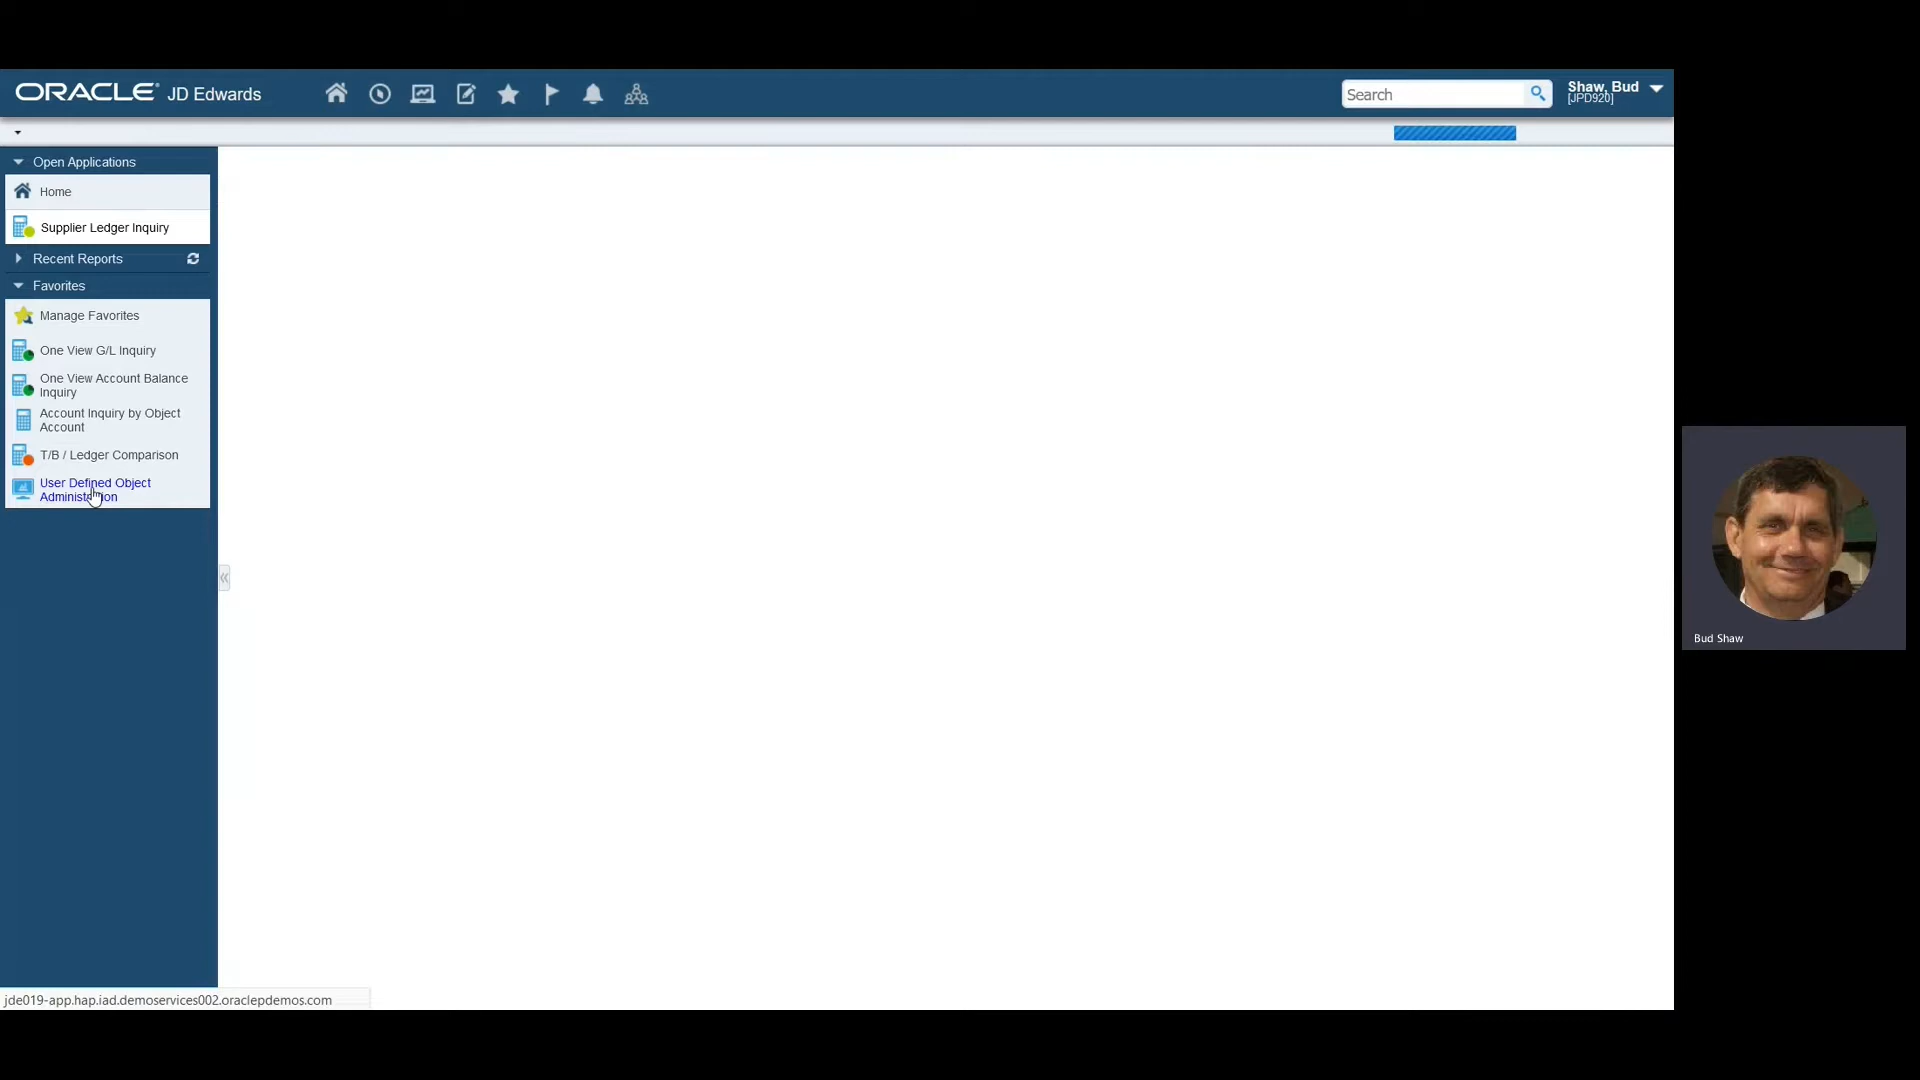 ORACLE JD Edwards
Search
Shaw, Bud
[JPD920]
Open Applications
Home
Supplier Ledger Inquiry
Recent Reports
Favorites
Manage Favorites
One View G/L Inquiry
One View Account Balance
Inquiry
Account Inquiry by Object
Account
T/B / Ledger Comparison
User Defined Object
Administration
Bud Shaw
jde019-app.hap.iad.demoservices002.oraclepdemos.com